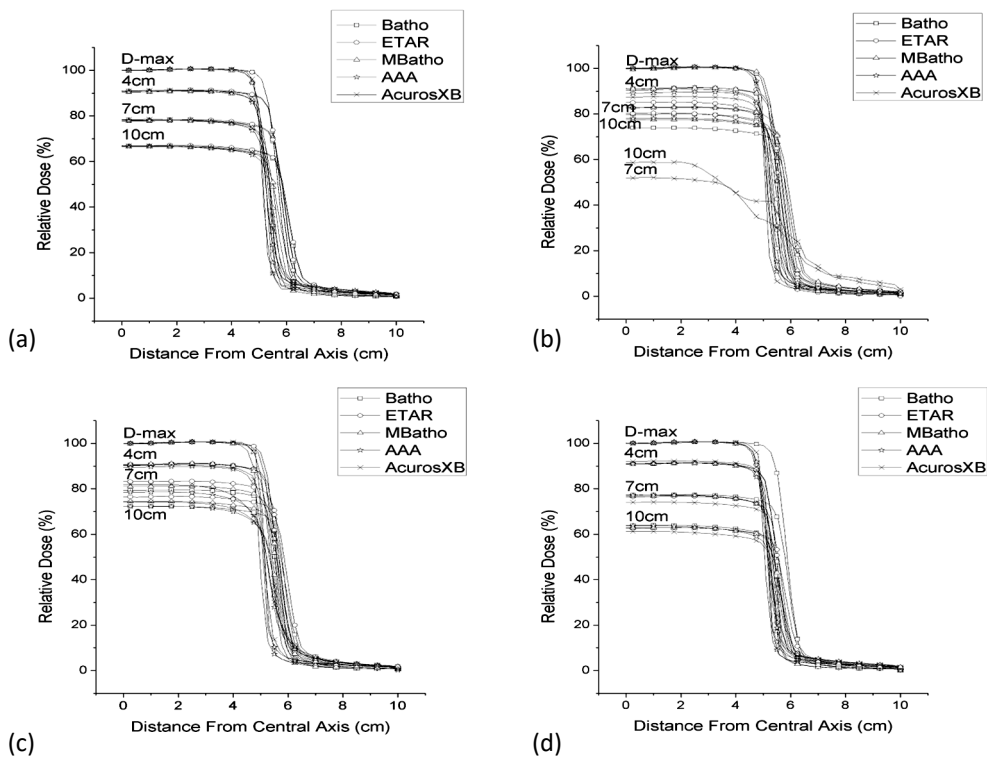 Batho
ETAR
MBatho
AAA
AcurosXB
D-max
4cm
7cm
10cm
100
80
60
40
20
0
Relative Dose (%)
0 2 4 6 8 10
Distance From Central Axis (cm)
(a)
Batho
ETAR
MBatho
AAA
AcurosXB
D-max
4cm
7cm
10cm
10cm
7cm
100
80
60
40
20
0
Relative Dose (%)
0 2 4 6 8 10
Distance From Central Axis (cm)
(b)
Batho
ETAR
MBatho
AAA
AcurosXB
D-max
4cm
7cm
10cm
100
80
60
40
20
0
Relative Dose (%)
0 2 4 6 8 10
Distance From Central Axis (cm)
(c)
Batho
ETAR
MBatho
AAA
AcurosXB
D-max
4cm
7cm
10cm
100
80
60
40
20
0
Relative Dose (%)
0 2 4 6 8 10
Distance From Central Axis (cm)
(d)